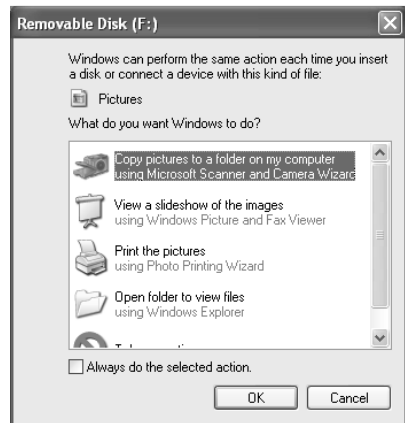 Removable Disk (F:)
Windows can perform the same action each time you insert
a disk or connect a device with this kind of file:
Pictures
What do you want Windows to do?
Copy pictures to a folder on my computer
using Microsoft Scanner and Camera Wizard
View a slideshow of the images
using Windows Picture and Fax Viewer
Print the pictures
using Photo Printing Wizard
Open folder to view files
using Windows Explorer
Always do the selected action.
OK
Cancel